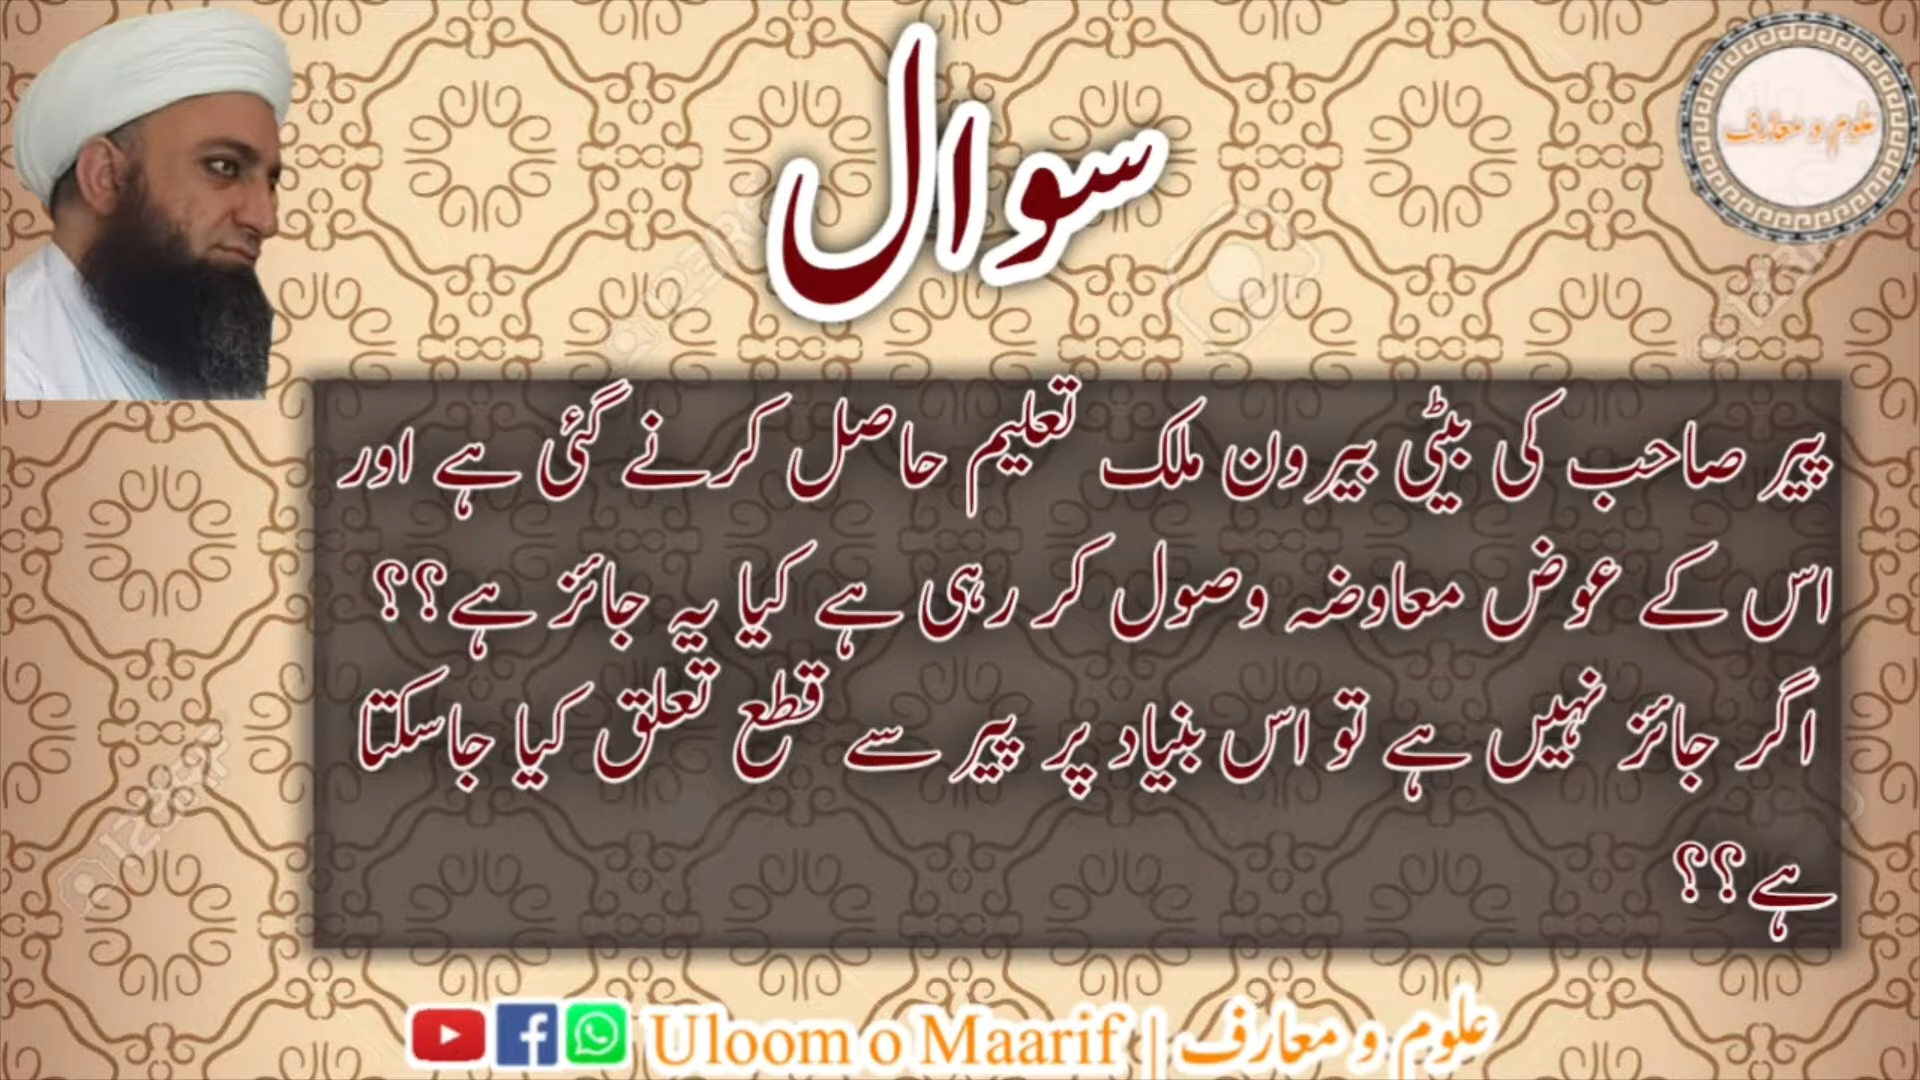 سوال
علوم و معارف
پیر صاحب کی بیٹی بیرون ملک تعلیم حاصل کرنے گئی ہے اور
اس کے عوض معاوضہ وصول کر رہی ہے کیا یہ جائز ہے؟؟
اگر جائز نہیں ہے تو اس بنیاد پر پیر سے قطع تعلق کیا جاسکتا
ہے؟؟
Uloom o Maarif | علوم و معارف